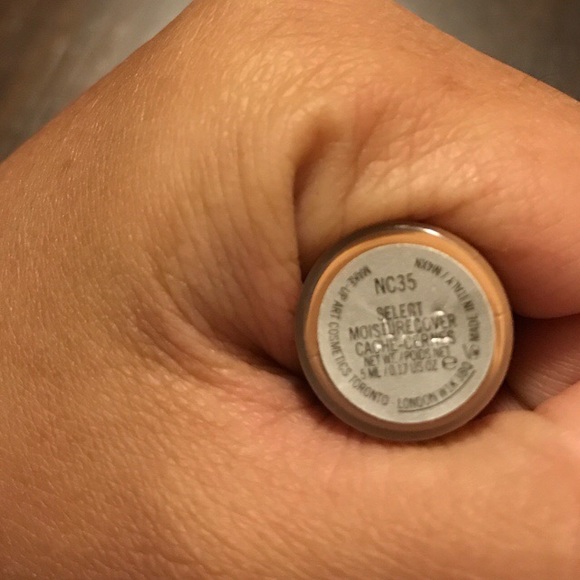 NC35
SELECT
MOISTURECOVER
CACHE-CERNES
NET WT./POIDS NET
5 ML / 0.17 US OZ ℮
MAKE-UP ART COSMETICS TORONTO · LONDON W1K 3BQ
MADE IN ITALY /